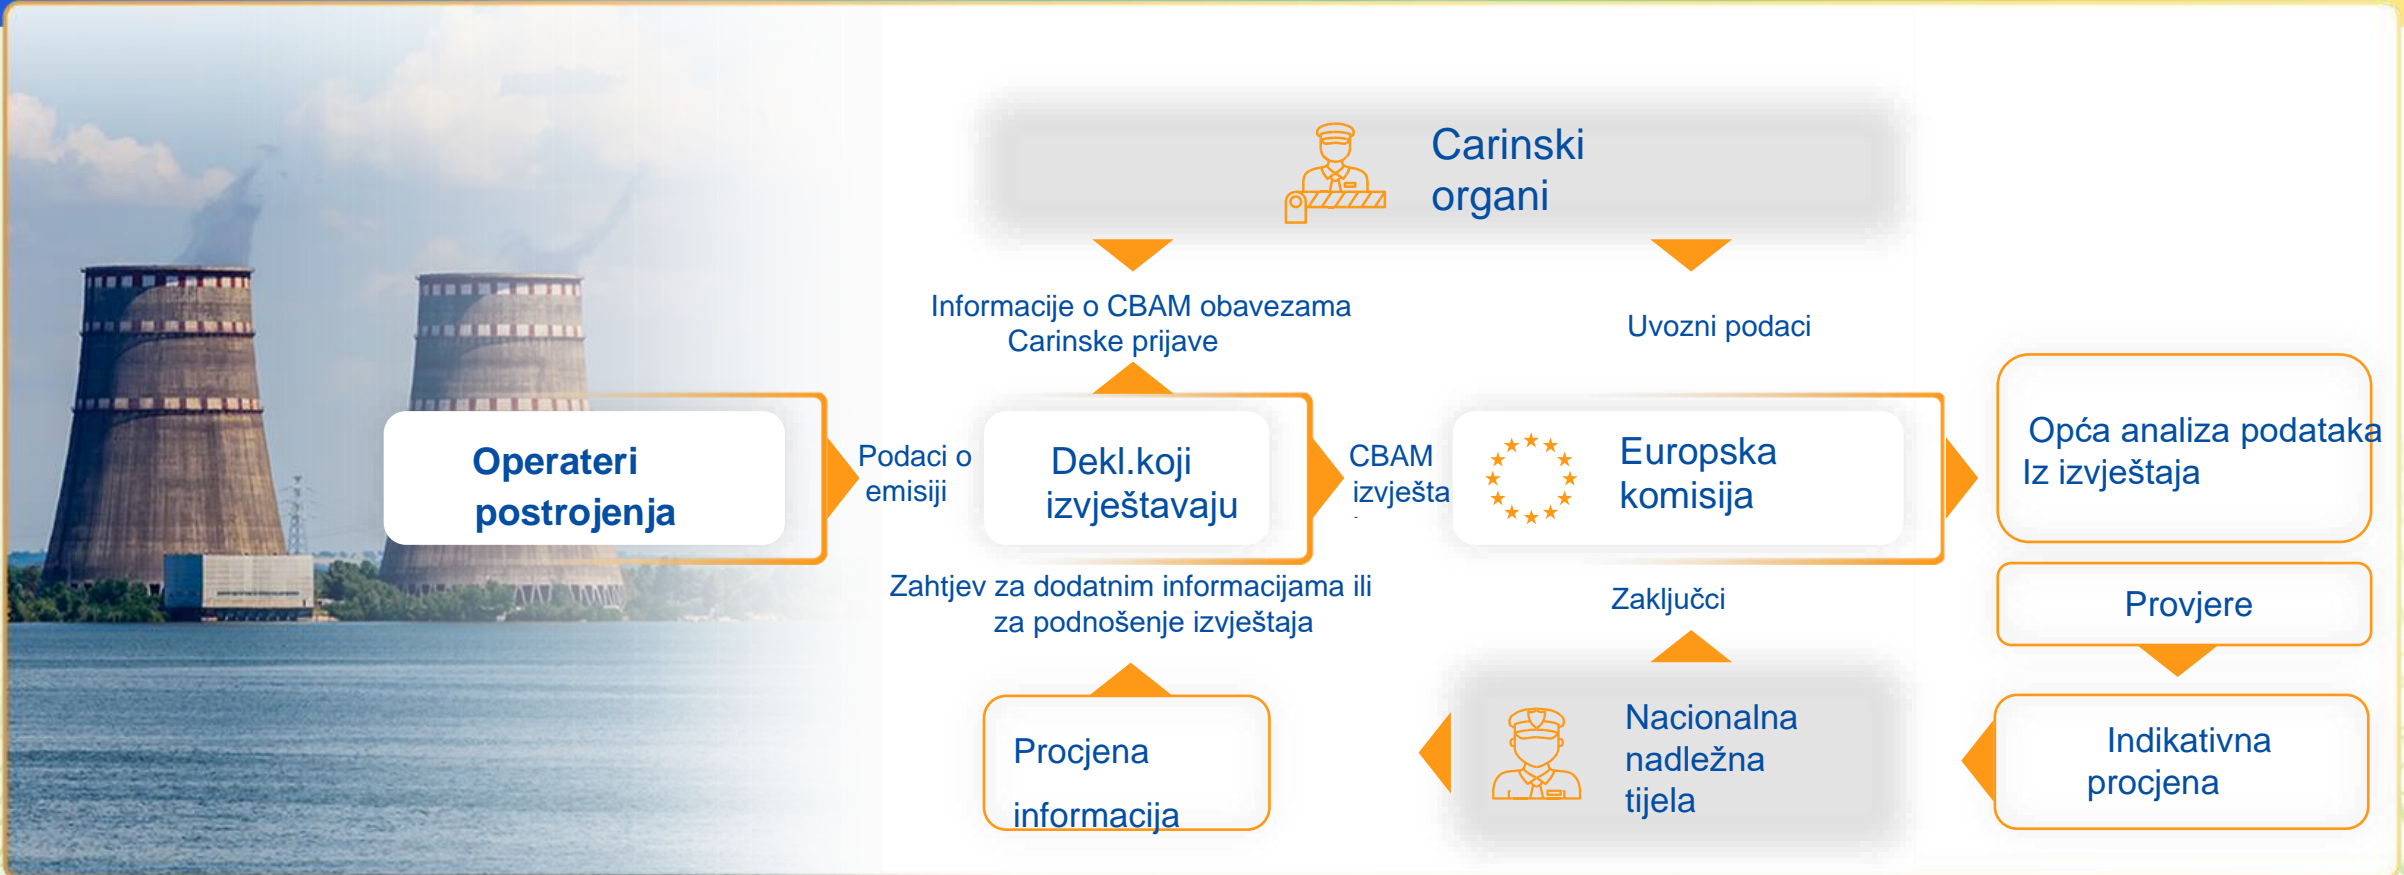 Carinski
organi
Informacije o CBAM obavezama
Carinske prijave
Uvozni podaci
Operateri
postrojenja
Podaci o
emisiji
Dekl.koji
izvještavaju
CBAM
izvješta
Europska
komisija
Opća analiza podataka
Iz izvještaja
Zahtjev za dodatnim informacijama ili
za podnošenje izvještaja
Zaključci
Provjere
Procjena
informacija
Nacionalna
nadležna
tijela
Indikativna
procjena